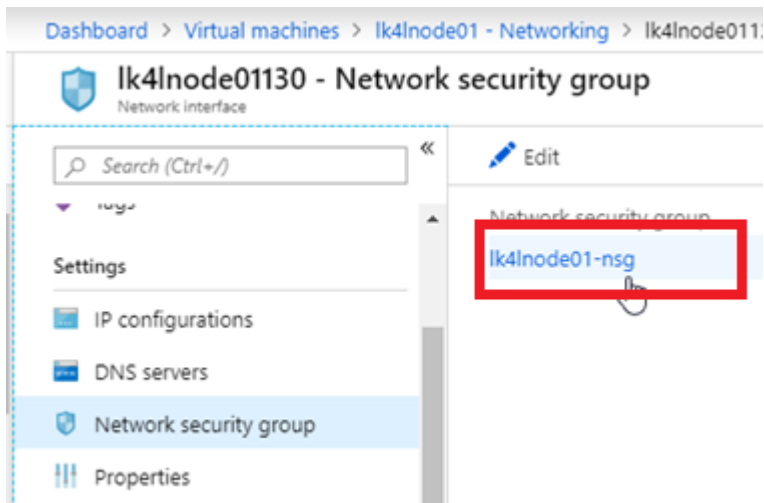 Dashboard > Virtual machines > lk4lnode01 - Networking > lk4lnode011
lk4lnode01130 - Network security group
Network interface
Search (Ctrl+/)
«
Edit
Tags
Network security group
lk4lnode01-nsg
Settings
IP configurations
DNS servers
Network security group
Properties